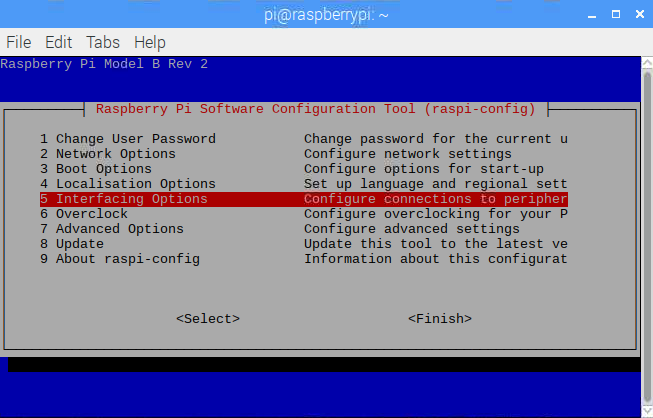 pi@raspberrypi: ~
File Edit Tabs Help
Raspberry Pi Model B Rev 2
Raspberry Pi Software Configuration Tool (raspi-config)
1 Change User Password Change password for the current u
2 Network Options Configure network settings
3 Boot Options Configure options for start-up
4 Localisation Options Set up language and regional sett
5 Interfacing Options Configure connections to peripher
6 Overclock Configure overclocking for your P
7 Advanced Options Configure advanced settings
8 Update Update this tool to the latest ve
9 About raspi-config Information about this configurat
<Select> <Finish>